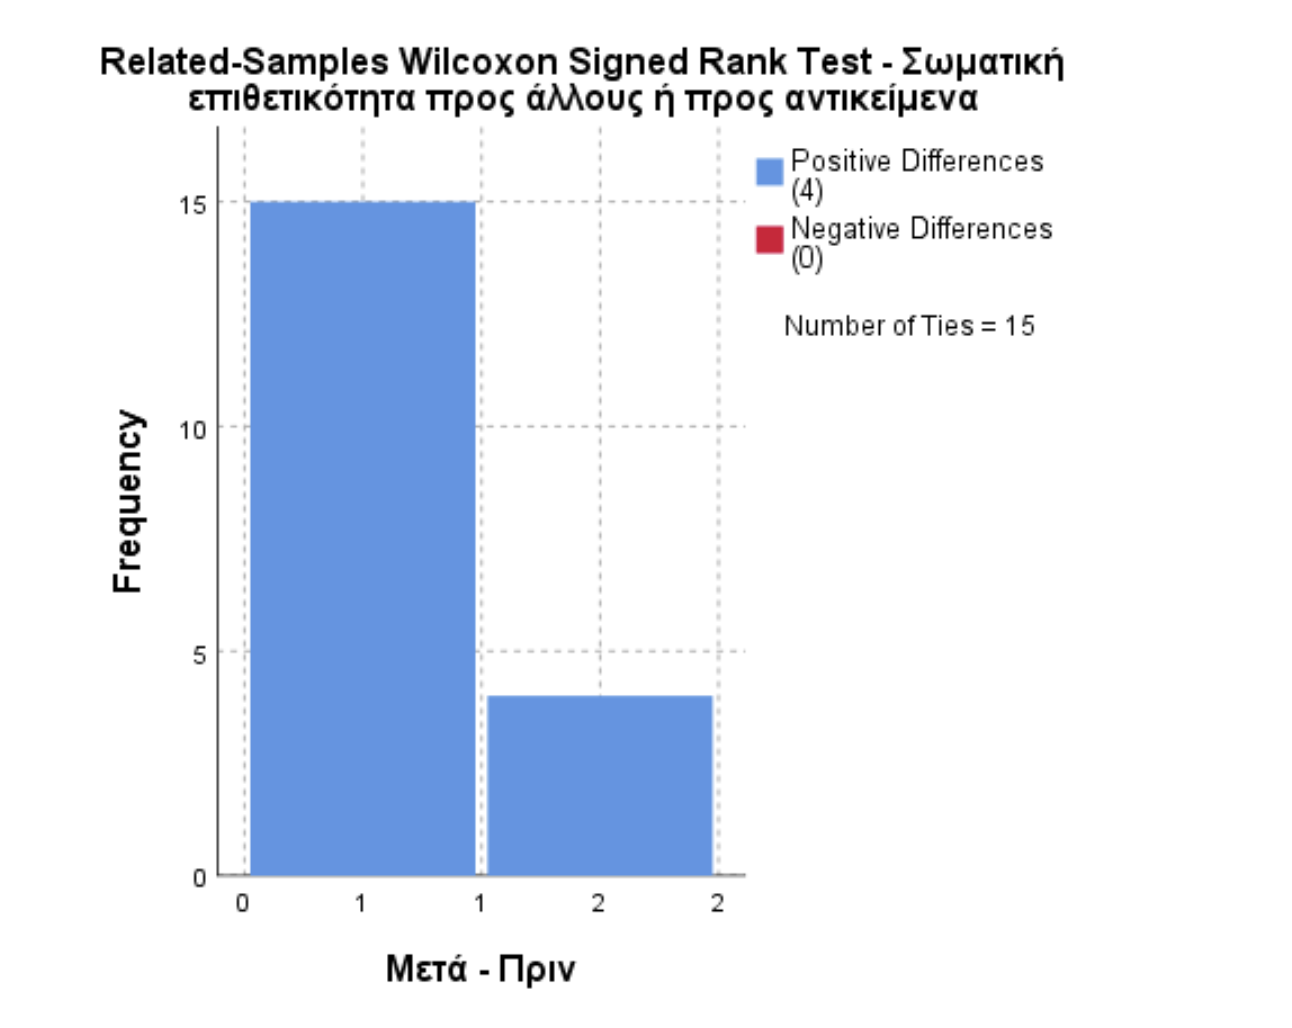 Related-Samples Wilcoxon Signed Rank Test - Σωματική
επιθετικότητα προς άλλους ή προς αντικείμενα
Positive Differences
(4)
Negative Differences
(0)
Number of Ties = 15
Frequency
15
10
5
0
0 1 1 2 2
Μετά - Πριν